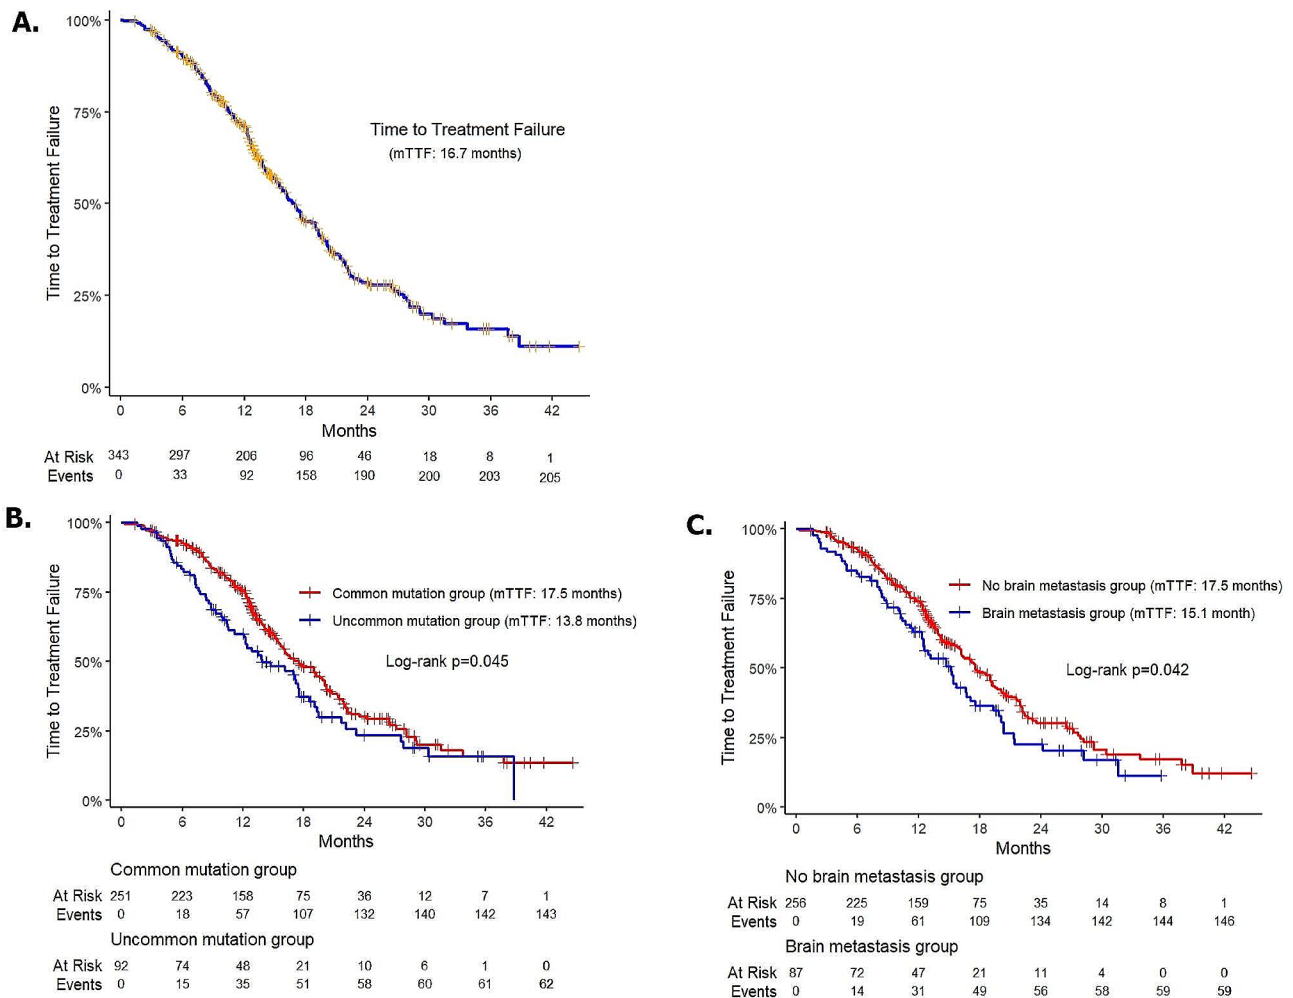 A.
100%
75%
50%
25%
0%
Time to Treatment Failure
Time to Treatment Failure
(mTTF: 16.7 months)
0 6 12 18 24 30 36 42
Months
At Risk 343 297 206 96 46 18 8 1
Events 0 33 92 158 190 200 203 205
B.
100%
75%
50%
25%
0%
Time to Treatment Failure
Common mutation group (mTTF: 17.5 months)
Uncommon mutation group (mTTF: 13.8 months)
Log-rank p=0.045
0 6 12 18 24 30 36 42
Months
Common mutation group
At Risk 251 223 158 75 36 12 7 1
Events 0 18 57 107 132 140 142 143
Uncommon mutation group
At Risk 92 74 48 21 10 6 1 0
Events 0 15 35 51 58 60 61 62
C.
100%
75%
50%
25%
0%
Time to Treatment Failure
No brain metastasis group (mTTF: 17.5 months)
Brain metastasis group (mTTF: 15.1 month)
Log-rank p=0.042
0 6 12 18 24 30 36 42
Months
No brain metastasis group
At Risk 256 225 159 75 35 14 8 1
Events 0 19 61 109 134 142 144 146
Brain metastasis group
At Risk 87 72 47 21 11 4 0 0
Events 0 14 31 49 56 58 59 59